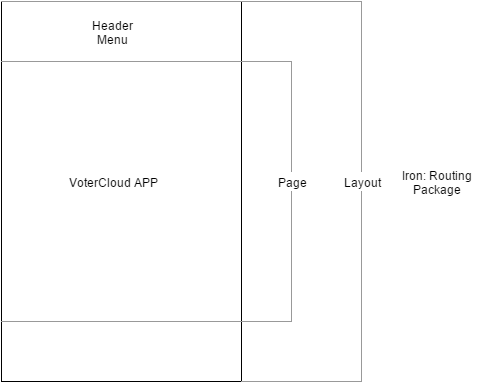 Header
Menu
VoterCloud APP
Page
Layout
Iron: Routing
Package